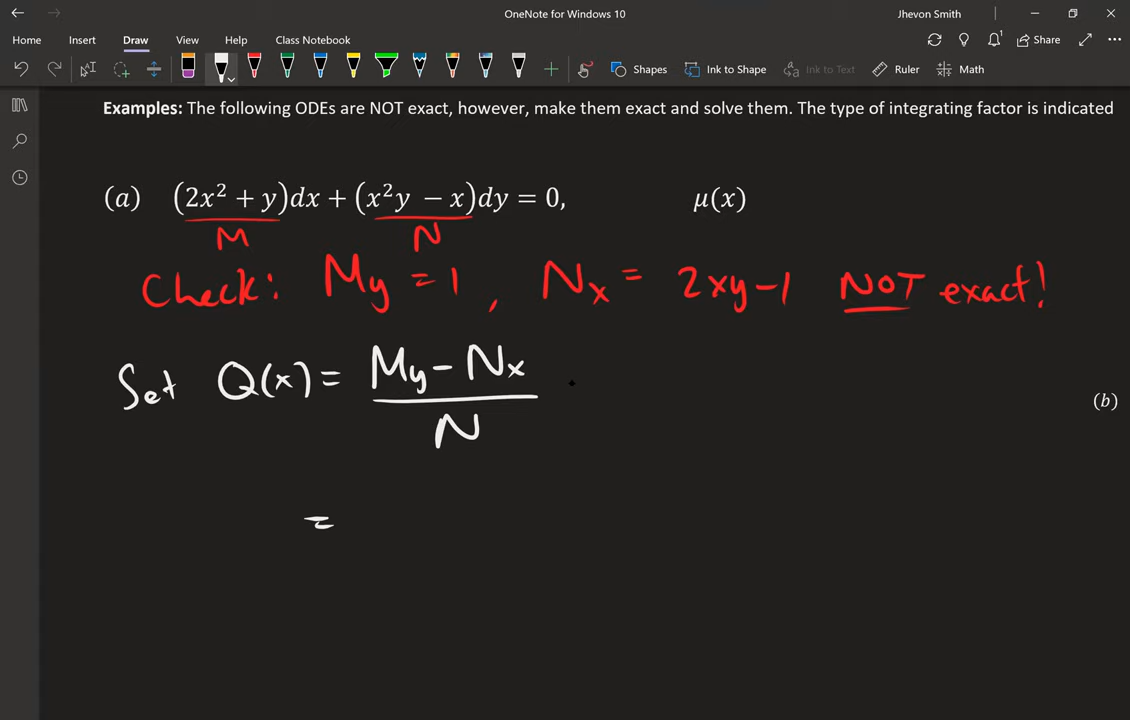 OneNote for Windows 10
Jhevon Smith
Home Insert Draw View Help Class Notebook
Share
Shapes Ink to Shape Ink to Text Ruler Math
Examples: The following ODEs are NOT exact, however, make them exact and solve them. The type of integrating factor is indicated
(a) (2x² + y)dx + (x²y − x)dy = 0, μ(x)
M N
Check: My = 1, Nx = 2xy-1 NOT exact!
Set Q(x) = My - Nx / N
(b)
=